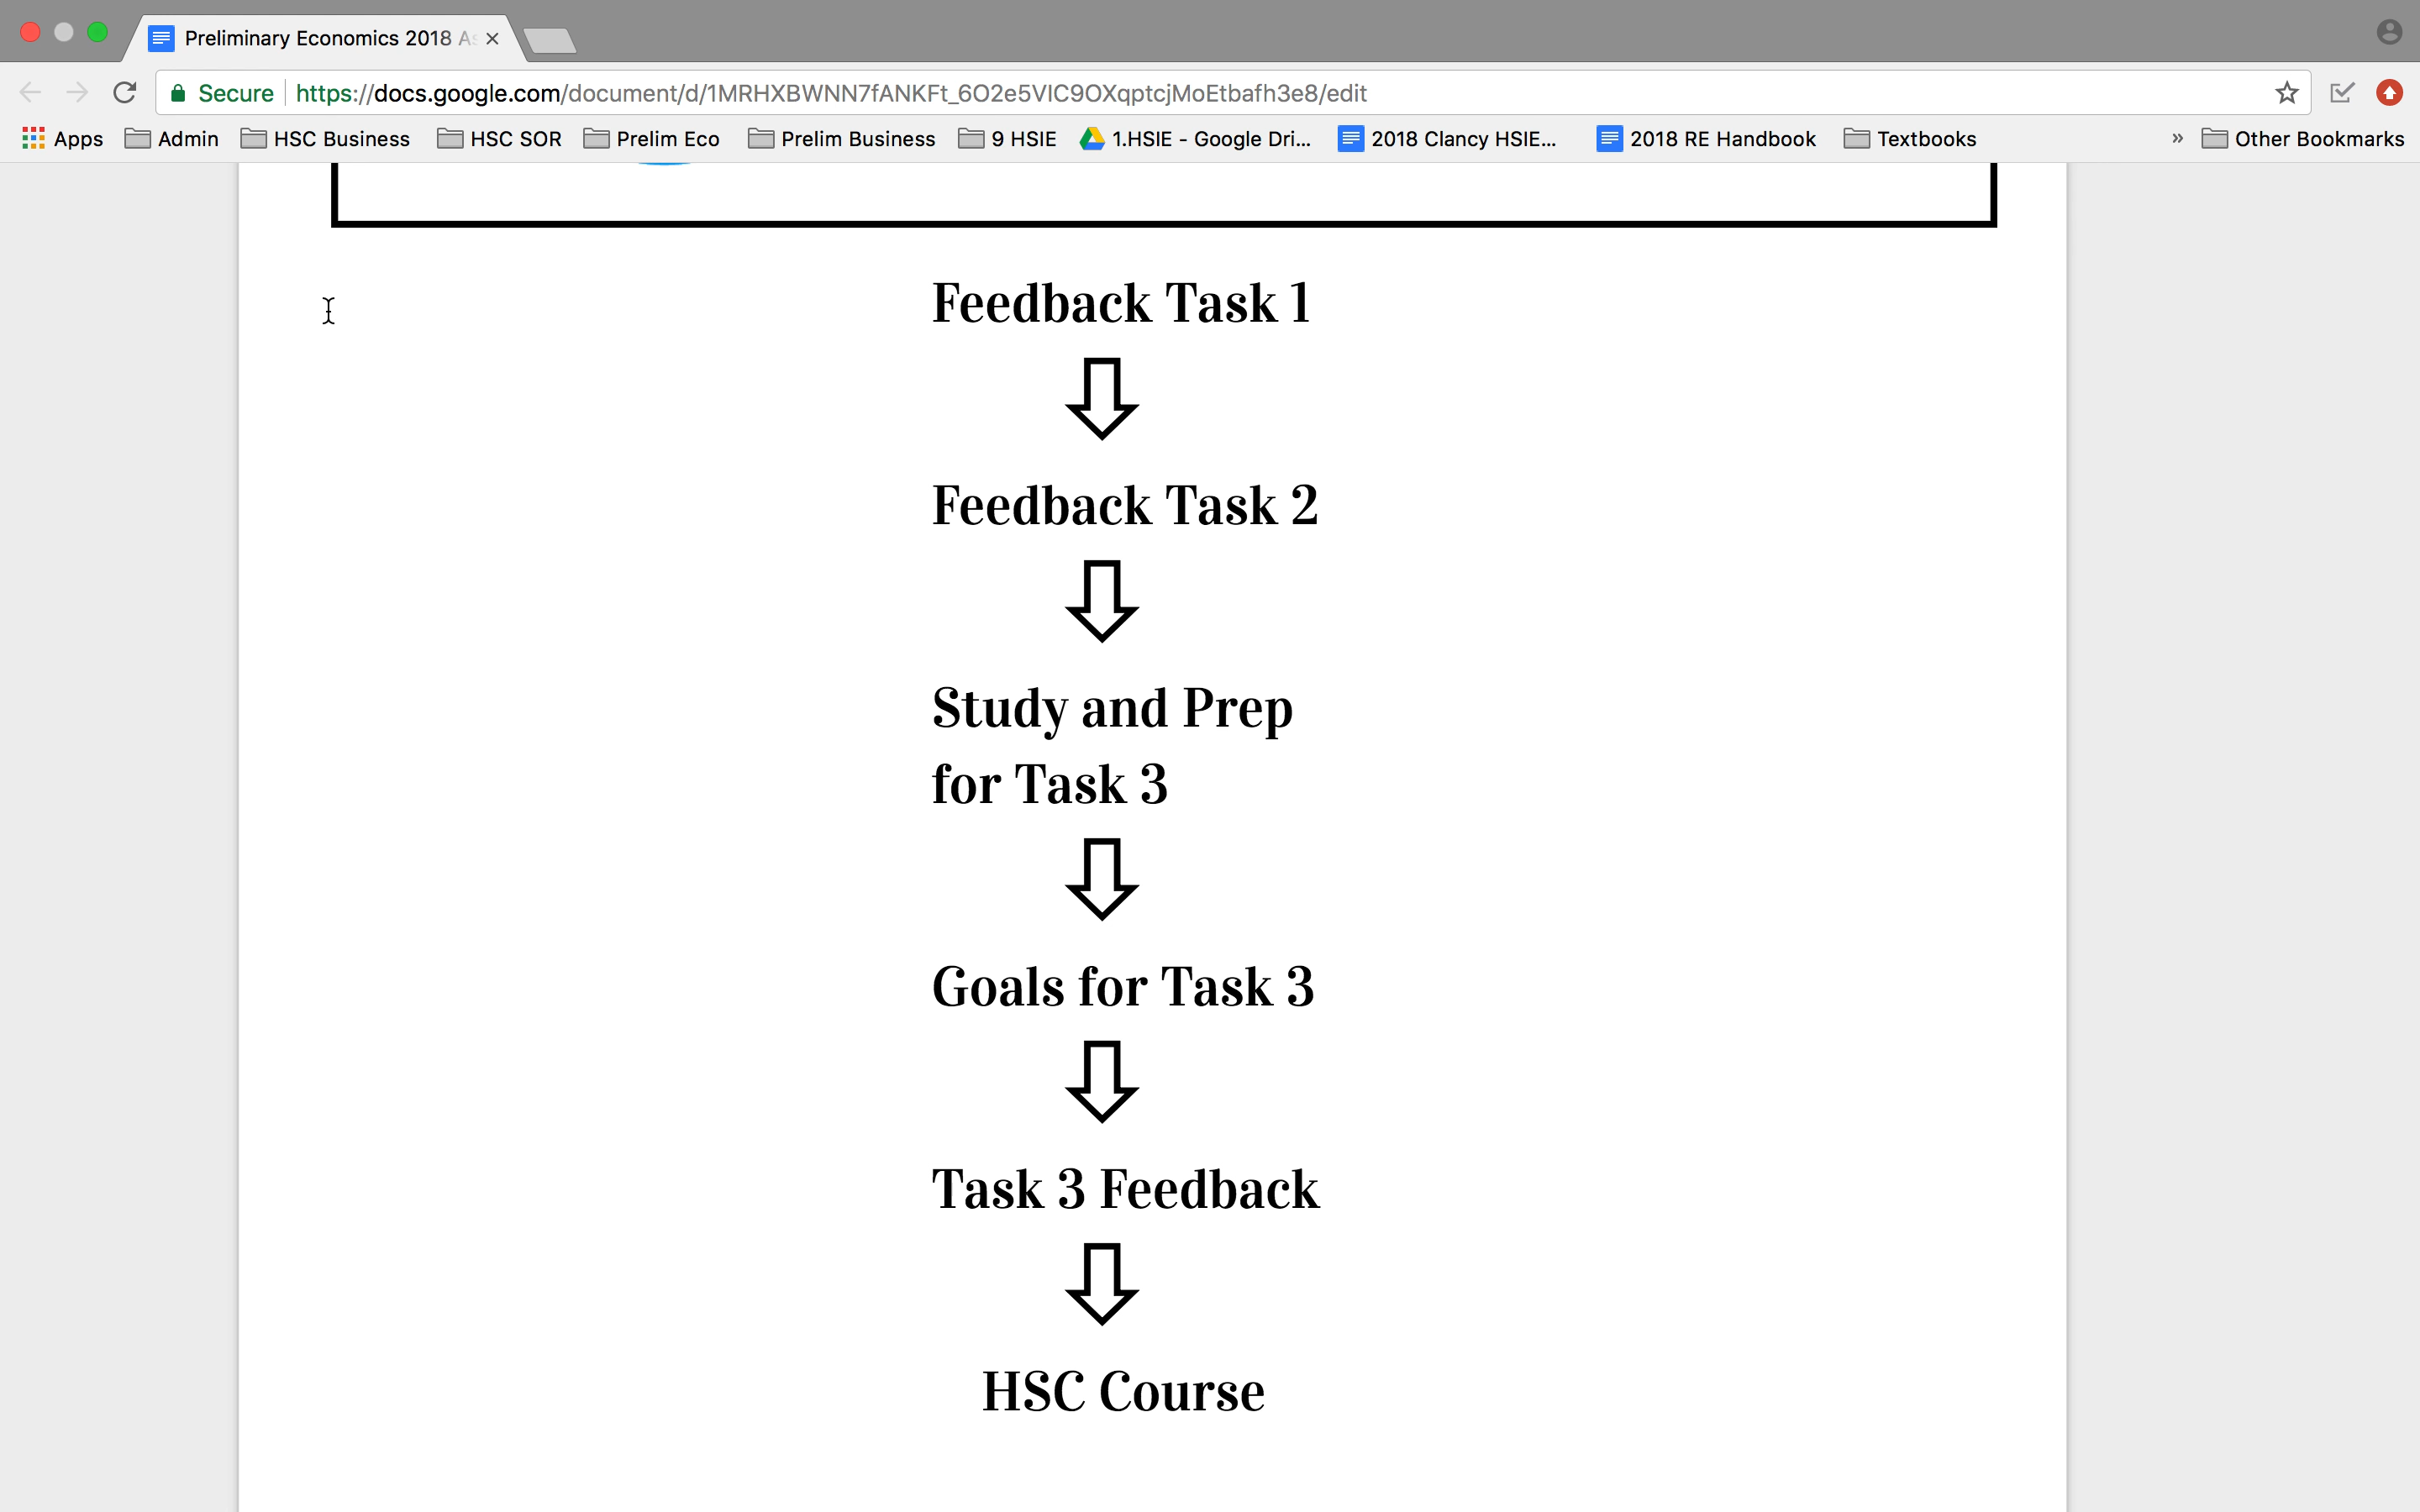 Preliminary Economics 2018 As
Secure https://docs.google.com/document/d/1MRHXBWNN7fANKFt_6O2e5VIC9OXqptcjMoEtbafh3e8/edit
Apps Admin HSC Business HSC SOR Prelim Eco Prelim Business 9 HSIE 1.HSIE - Google Dri... 2018 Clancy HSIE... 2018 RE Handbook Textbooks » Other Bookmarks
Feedback Task 1
Feedback Task 2
Study and Prep
for Task 3
Goals for Task 3
Task 3 Feedback
HSC Course